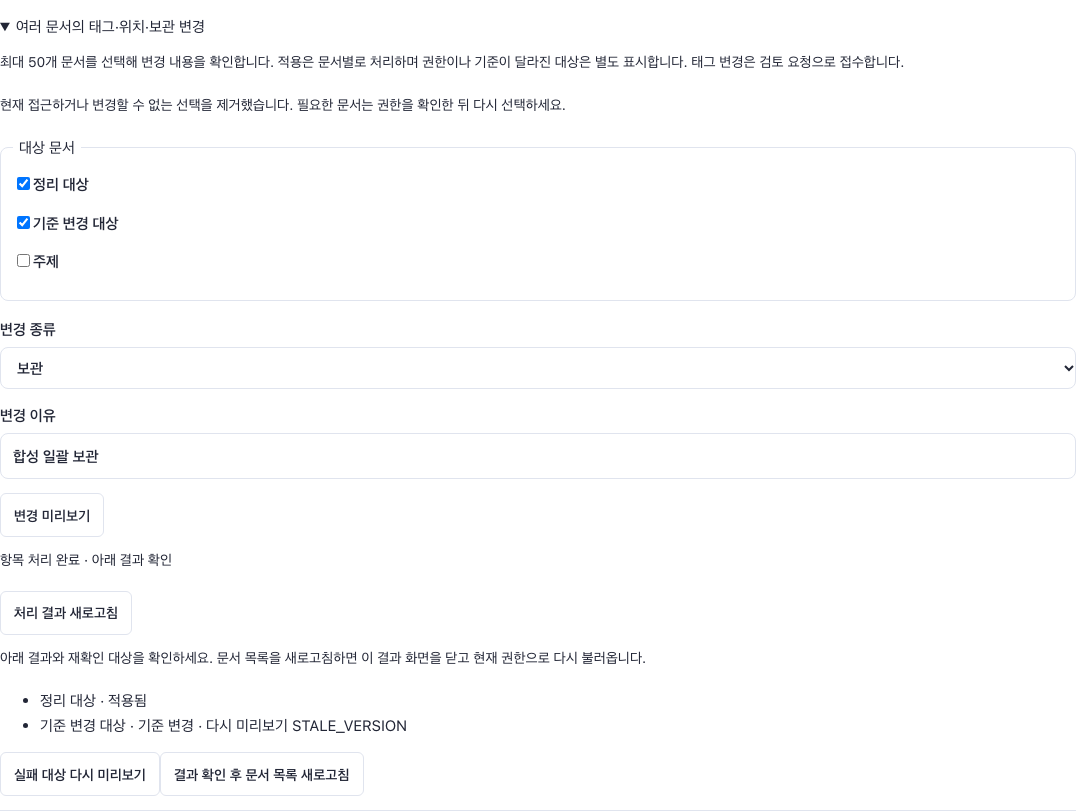 ▼ 여러 문서의 태그·위치·보관 변경
최대 50개 문서를 선택해 변경 내용을 확인합니다. 적용은 문서별로 처리하며 권한이나 기준이 달라진 대상은 별도 표시합니다. 태그 변경은 검토 요청으로 접수합니다.
현재 접근하거나 변경할 수 없는 선택을 제거했습니다. 필요한 문서는 권한을 확인한 뒤 다시 선택하세요.
대상 문서
정리 대상
기준 변경 대상
주제
변경 종류
보관
변경 이유
합성 일괄 보관
변경 미리보기
항목 처리 완료 · 아래 결과 확인
처리 결과 새로고침
아래 결과와 재확인 대상을 확인하세요. 문서 목록을 새로고침하면 이 결과 화면을 닫고 현재 권한으로 다시 불러옵니다.
• 정리 대상 · 적용됨
• 기준 변경 대상 · 기준 변경 · 다시 미리보기 STALE_VERSION
실패 대상 다시 미리보기 결과 확인 후 문서 목록 새로고침